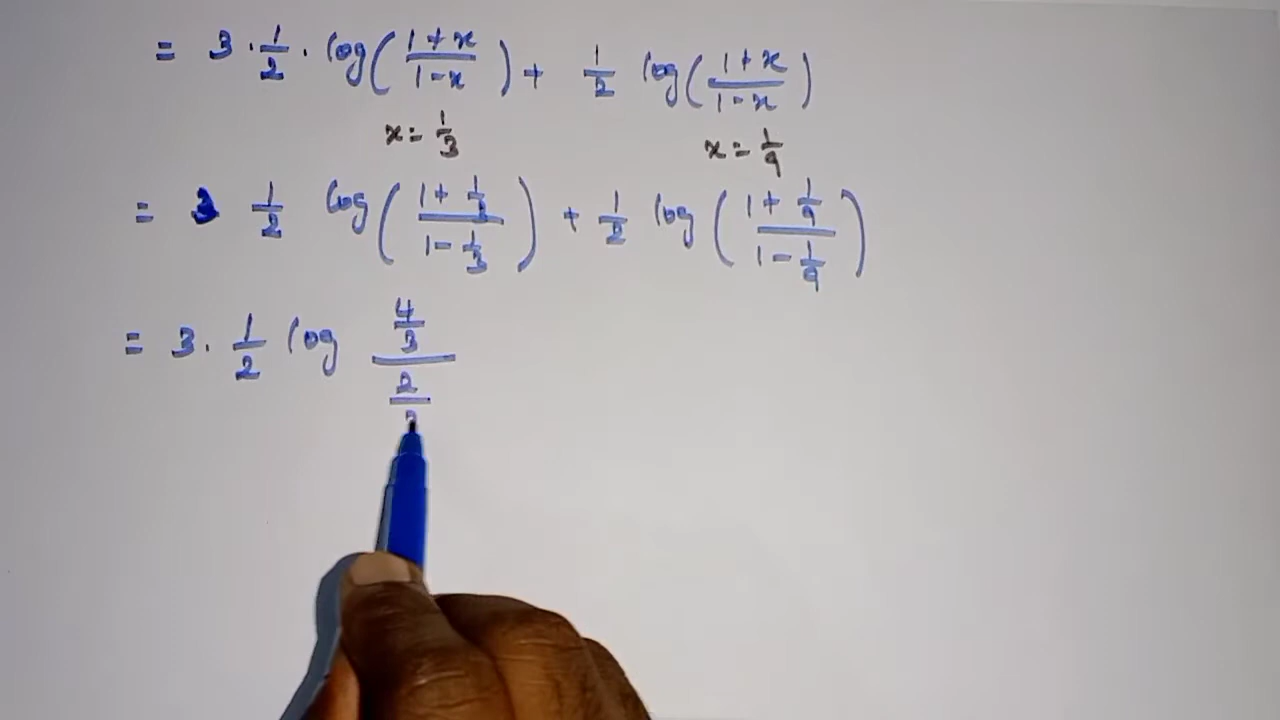 = 3 · 1/2 · log((1+x)/(1-x)) + 1/2 log((1+x)/(1-x))
x = 1/3 x = 1/9
= 3 1/2 log((1 + 1/3)/(1 - 1/3)) + 1/2 log((1 + 1/9)/(1 - 1/9))
= 3 · 1/2 log (4/3)/(2/3)